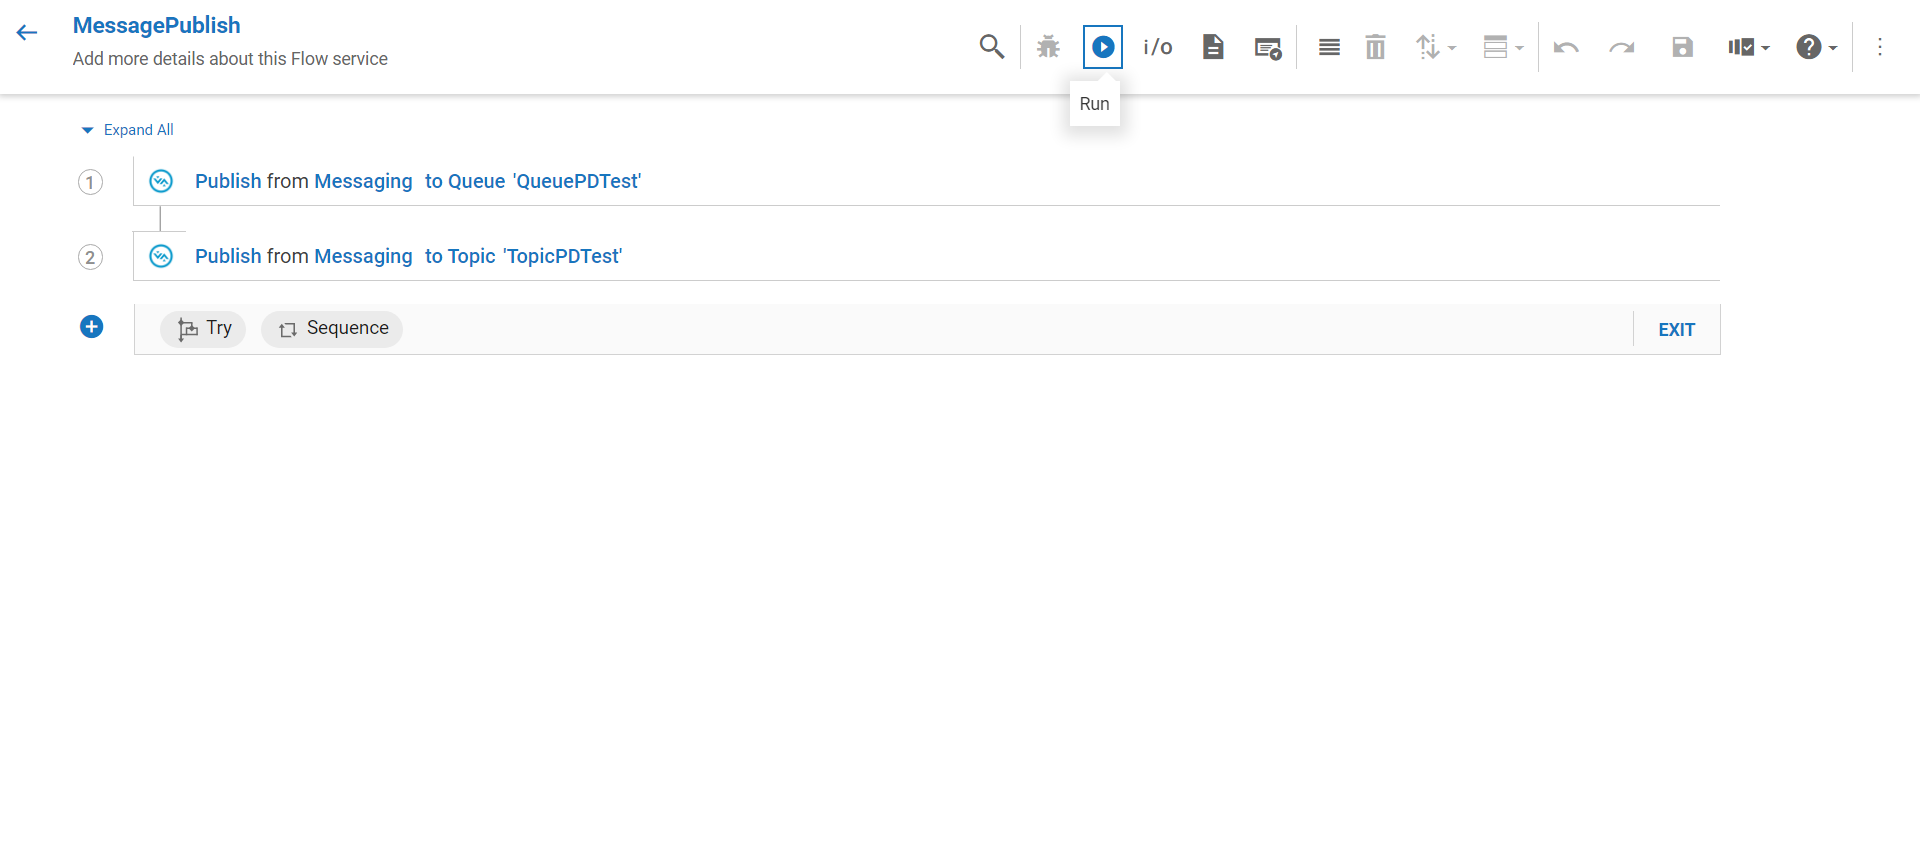 MessagePublish
Add more details about this Flow service
i/o
Run
Expand All
1 Publish from Messaging to Queue 'QueuePDTest'
2 Publish from Messaging to Topic 'TopicPDTest'
Try Sequence EXIT